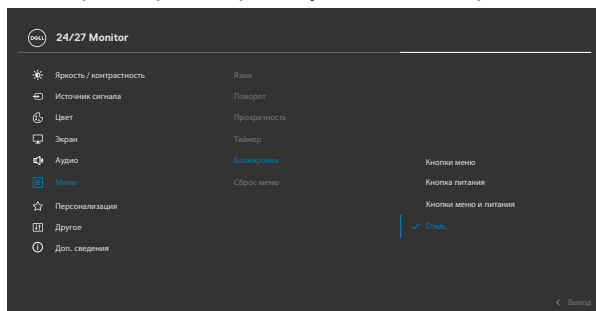 DELL 24/27 Monitor
Яркость / контрастность
Язык
Источник сигнала
Поворот
Цвет
Прозрачность
Экран
Таймер
Аудио
Блокировка
Кнопки меню
Меню
Сброс меню
Кнопка питания
Персонализация
Кнопки меню и питания
Другое
Откл.
Доп. сведения
Выход